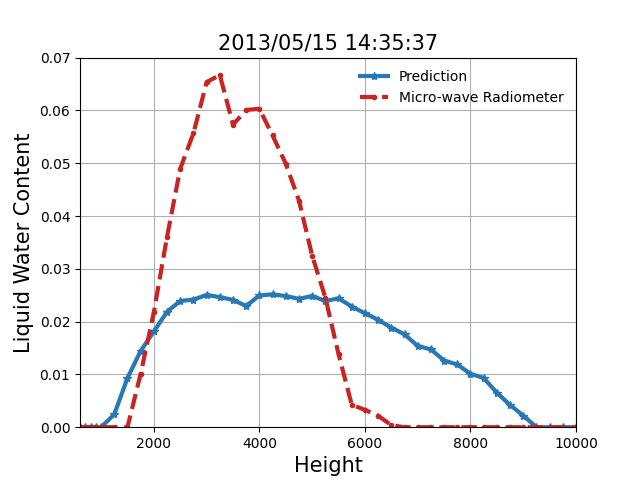 2013/05/15 14:35:37
Prediction
Micro-wave Radiometer
Liquid Water Content
0.07
0.06
0.05
0.04
0.03
0.02
0.01
0.00
2000 4000 6000 8000 10000
Height